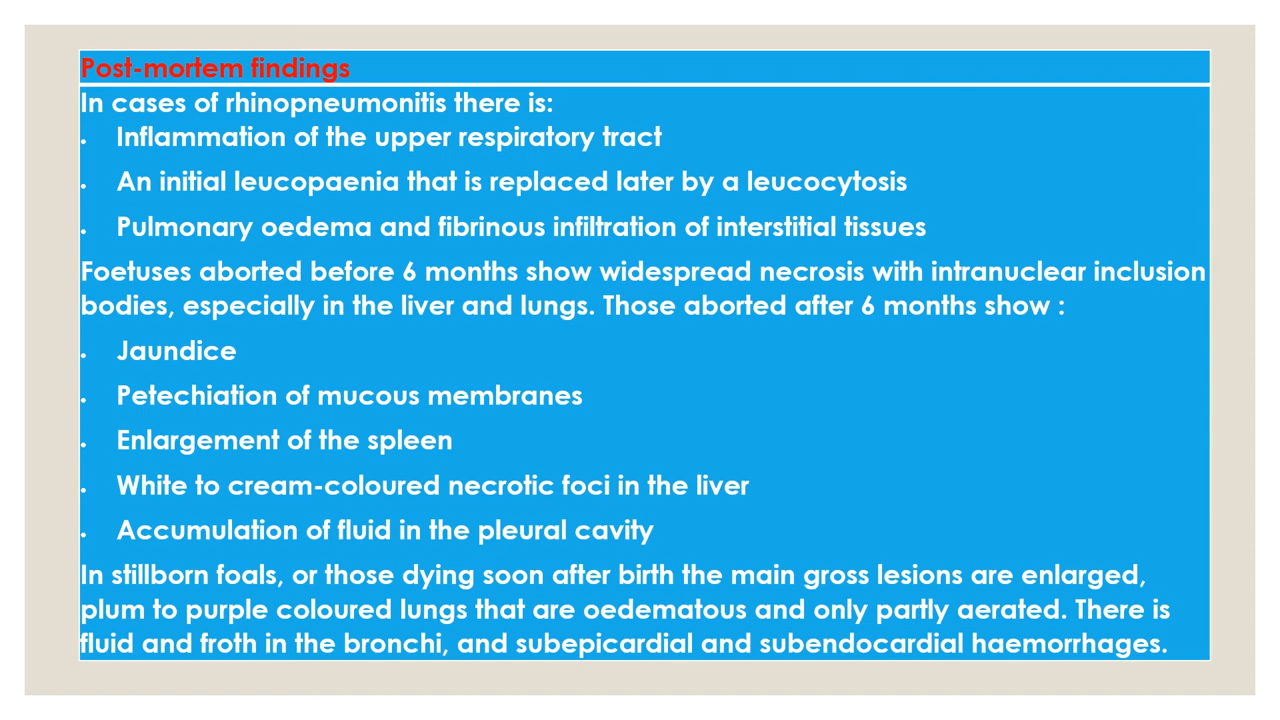 Post-mortem findings
In cases of rhinopneumonitis there is:
• Inflammation of the upper respiratory tract
• An initial leucopaenia that is replaced later by a leucocytosis
• Pulmonary oedema and fibrinous infiltration of interstitial tissues
Foetuses aborted before 6 months show widespread necrosis with intranuclear inclusion
bodies, especially in the liver and lungs. Those aborted after 6 months show :
• Jaundice
• Petechiation of mucous membranes
• Enlargement of the spleen
• White to cream-coloured necrotic foci in the liver
• Accumulation of fluid in the pleural cavity
In stillborn foals, or those dying soon after birth the main gross lesions are enlarged,
plum to purple coloured lungs that are oedematous and only partly aerated. There is
fluid and froth in the bronchi, and subepicardial and subendocardial haemorrhages.